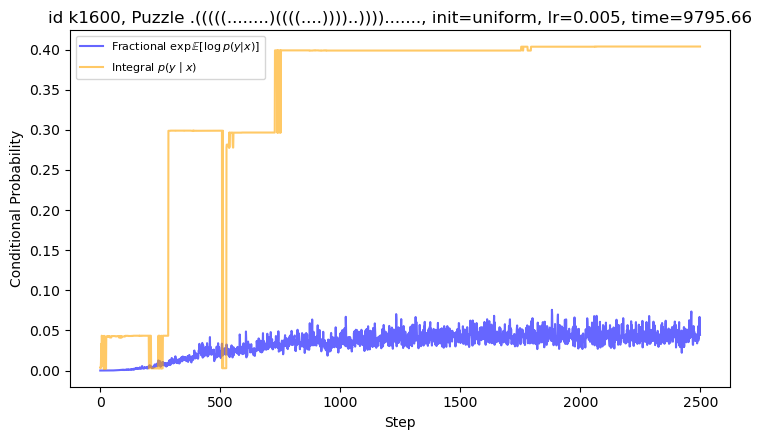 id k1600, Puzzle .(((((........)((((....))))..))))......., init=uniform, lr=0.005, time=9795.66
Fractional exp𝔼[log p(y|x)]
Integral p(y | x)
Conditional Probability
0.40
0.35
0.30
0.25
0.20
0.15
0.10
0.05
0.00
0 500 1000 1500 2000 2500
Step